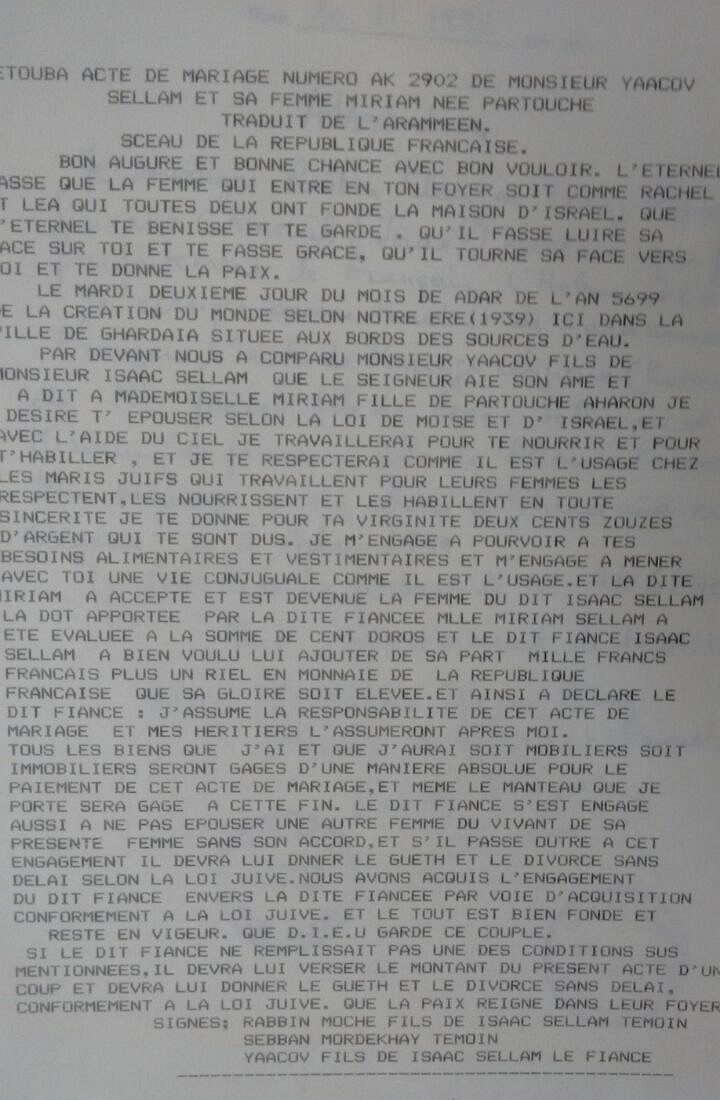 ETOUBA ACTE DE MARIAGE NUMERO AK 2902 DE MONSIEUR YAACOV
SELLAM ET SA FEMME MIRIAM NEE PARTOUCHE
TRADUIT DE L'ARAMMEEN.
SCEAU DE LA REPUBLIQUE FRANCAISE.
BON AUGURE ET BONNE CHANCE AVEC BON VOULOIR. L'ETERNEL
ASSE QUE LA FEMME QUI ENTRE EN TON FOYER SOIT COMME RACHEL
T LEA QUI TOUTES DEUX ONT FONDE LA MAISON D'ISRAEL. QUE
'ETERNEL TE BENISSE ET TE GARDE . QU'IL FASSE LUIRE SA
ACE SUR TOI ET TE FASSE GRACE, QU'IL TOURNE SA FACE VERS
OI ET TE DONNE LA PAIX.
LE MARDI DEUXIEME JOUR DU MOIS DE ADAR DE L'AN 5699
E LA CREATION DU MONDE SELON NOTRE ERE(1939) ICI DANS LA
VILLE DE GHARDAIA SITUEE AUX BORDS DES SOURCES D'EAU.
PAR DEVANT NOUS A COMPARU MONSIEUR YAACOV FILS DE
MONSIEUR ISAAC SELLAM QUE LE SEIGNEUR AIE SON AME ET
A DIT A MADEMOISELLE MIRIAM FILLE DE PARTOUCHE AHARON JE
DESIRE T' EPOUSER SELON LA LOI DE MOISE ET D' ISRAEL,ET
AVEC L'AIDE DU CIEL JE TRAVAILLERAI POUR TE NOURRIR ET POUR
T'HABILLER , ET JE TE RESPECTERAI COMME IL EST L'USAGE CHEZ
LES MARIS JUIFS QUI TRAVAILLENT POUR LEURS FEMMES LES
RESPECTENT,LES NOURRISSENT ET LES HABILLENT EN TOUTE
SINCERITE JE TE DONNE POUR TA VIRGINITE DEUX CENTS ZOUZES
D'ARGENT QUI TE SONT DUS. JE M'ENGAGE A POURVOIR A TES
BESOINS ALIMENTAIRES ET VESTIMENTAIRES ET M'ENGAGE A MENER
AVEC TOI UNE VIE CONJUGUALE COMME IL EST L'USAGE.ET LA DITE
MIRIAM A ACCEPTE ET EST DEVENUE LA FEMME DU DIT ISAAC SELLAM
LA DOT APPORTEE PAR LA DITE FIANCEE MLLE MIRIAM SELLAM A
ETE EVALUEE A LA SOMME DE CENT DOROS ET LE DIT FIANCE ISAAC
SELLAM A BIEN VOULU LUI AJOUTER DE SA PART MILLE FRANCS
FRANCAIS PLUS UN RIEL EN MONNAIE DE LA REPUBLIQUE
FRANCAISE QUE SA GLOIRE SOIT ELEVEE.ET AINSI A DECLARE LE
DIT FIANCE : J'ASSUME LA RESPONSABILITE DE CET ACTE DE
MARIAGE ET MES HERITIERS L'ASSUMERONT APRES MOI.
TOUS LES BIENS QUE J'AI ET QUE J'AURAI SOIT MOBILIERS SOIT
IMMOBILIERS SERONT GAGES D'UNE MANIERE ABSOLUE POUR LE
PAIEMENT DE CET ACTE DE MARIAGE,ET MEME LE MANTEAU QUE JE
PORTE SERA GAGE A CETTE FIN. LE DIT FIANCE S'EST ENGAGE
AUSSI A NE PAS EPOUSER UNE AUTRE FEMME DU VIVANT DE SA
PRESENTE FEMME SANS SON ACCORD,ET S'IL PASSE OUTRE A CET
ENGAGEMENT IL DEVRA LUI DNNER LE GUETH ET LE DIVORCE SANS
DELAI SELON LA LOI JUIVE.NOUS AVONS ACQUIS L'ENGAGEMENT
DU DIT FIANCE ENVERS LA DITE FIANCEE PAR VOIE D'ACQUISITION
CONFORMEMENT A LA LOI JUIVE. ET LE TOUT EST BIEN FONDE ET
RESTE EN VIGEUR. QUE D.I.E.U GARDE CE COUPLE.
SI LE DIT FIANCE NE REMPLISSAIT PAS UNE DES CONDITIONS SUS
MENTIONNEES,IL DEVRA LUI VERSER LE MONTANT DU PRESENT ACTE D'UN
COUP ET DEVRA LUI DONNER LE GUETH ET LE DIVORCE SANS DELAI,
CONFORMEMENT A LA LOI JUIVE. QUE LA PAIX REIGNE DANS LEUR FOYER
SIGNES; RABBIN MOCHE FILS DE ISAAC SELLAM TEMOIN
SEBBAN MORDEKHAY TEMOIN
YAACOV FILS DE ISAAC SELLAM LE FIANCE